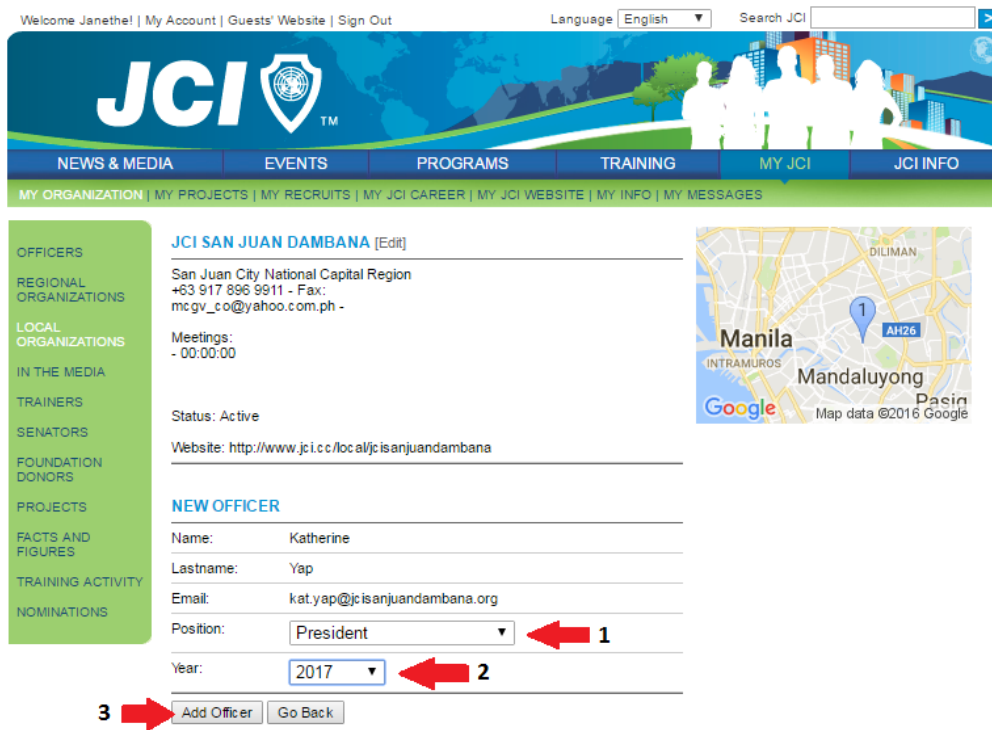 Welcome Janethe! | My Account | Guests' Website | Sign Out
Language English ▼
Search JCI
>
JCI TM
NEWS & MEDIA EVENTS PROGRAMS TRAINING MY JCI JCI INFO
MY ORGANIZATION | MY PROJECTS | MY RECRUITS | MY JCI CAREER | MY JCI WEBSITE | MY INFO | MY MESSAGES
OFFICERS
REGIONAL
ORGANIZATIONS
LOCAL
ORGANIZATIONS
IN THE MEDIA
TRAINERS
SENATORS
FOUNDATION
DONORS
PROJECTS
FACTS AND
FIGURES
TRAINING ACTIVITY
NOMINATIONS
JCI SAN JUAN DAMBANA [Edit]
San Juan City National Capital Region
+63 917 896 9911 - Fax:
mcgv_co@yahoo.com.ph -
Meetings:
- 00:00:00
Status: Active
Website: http://www.jci.cc/local/jcisanjuandambana
DILIMAN
1
AH26
Manila
INTRAMUROS
Mandaluyong
Pasig
Google
Map data ©2016 Google
NEW OFFICER
Name: Katherine
Lastname: Yap
Email: kat.yap@jcisanjuandambana.org
Position: President ▼ 1
Year: 2017 ▼ 2
3 Add Officer Go Back